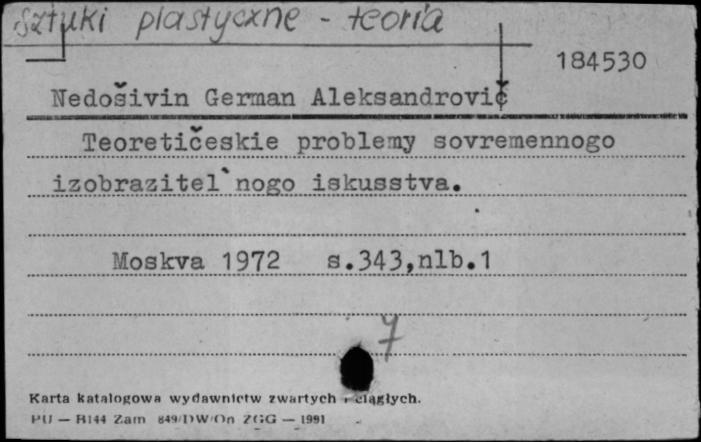 sztuki plastyczne - teoria
184530
Nedošivin German Aleksandrovič
Teoretičeskie problemy sovremennogo
izobrazitel`nogo iskusstva.
Moskva 1972 s.343,nlb.1
7
Karta katalogowa wydawnictw zwartych i ciągłych.
PU — R144 Zam 849/DW/On ZGG — 1991